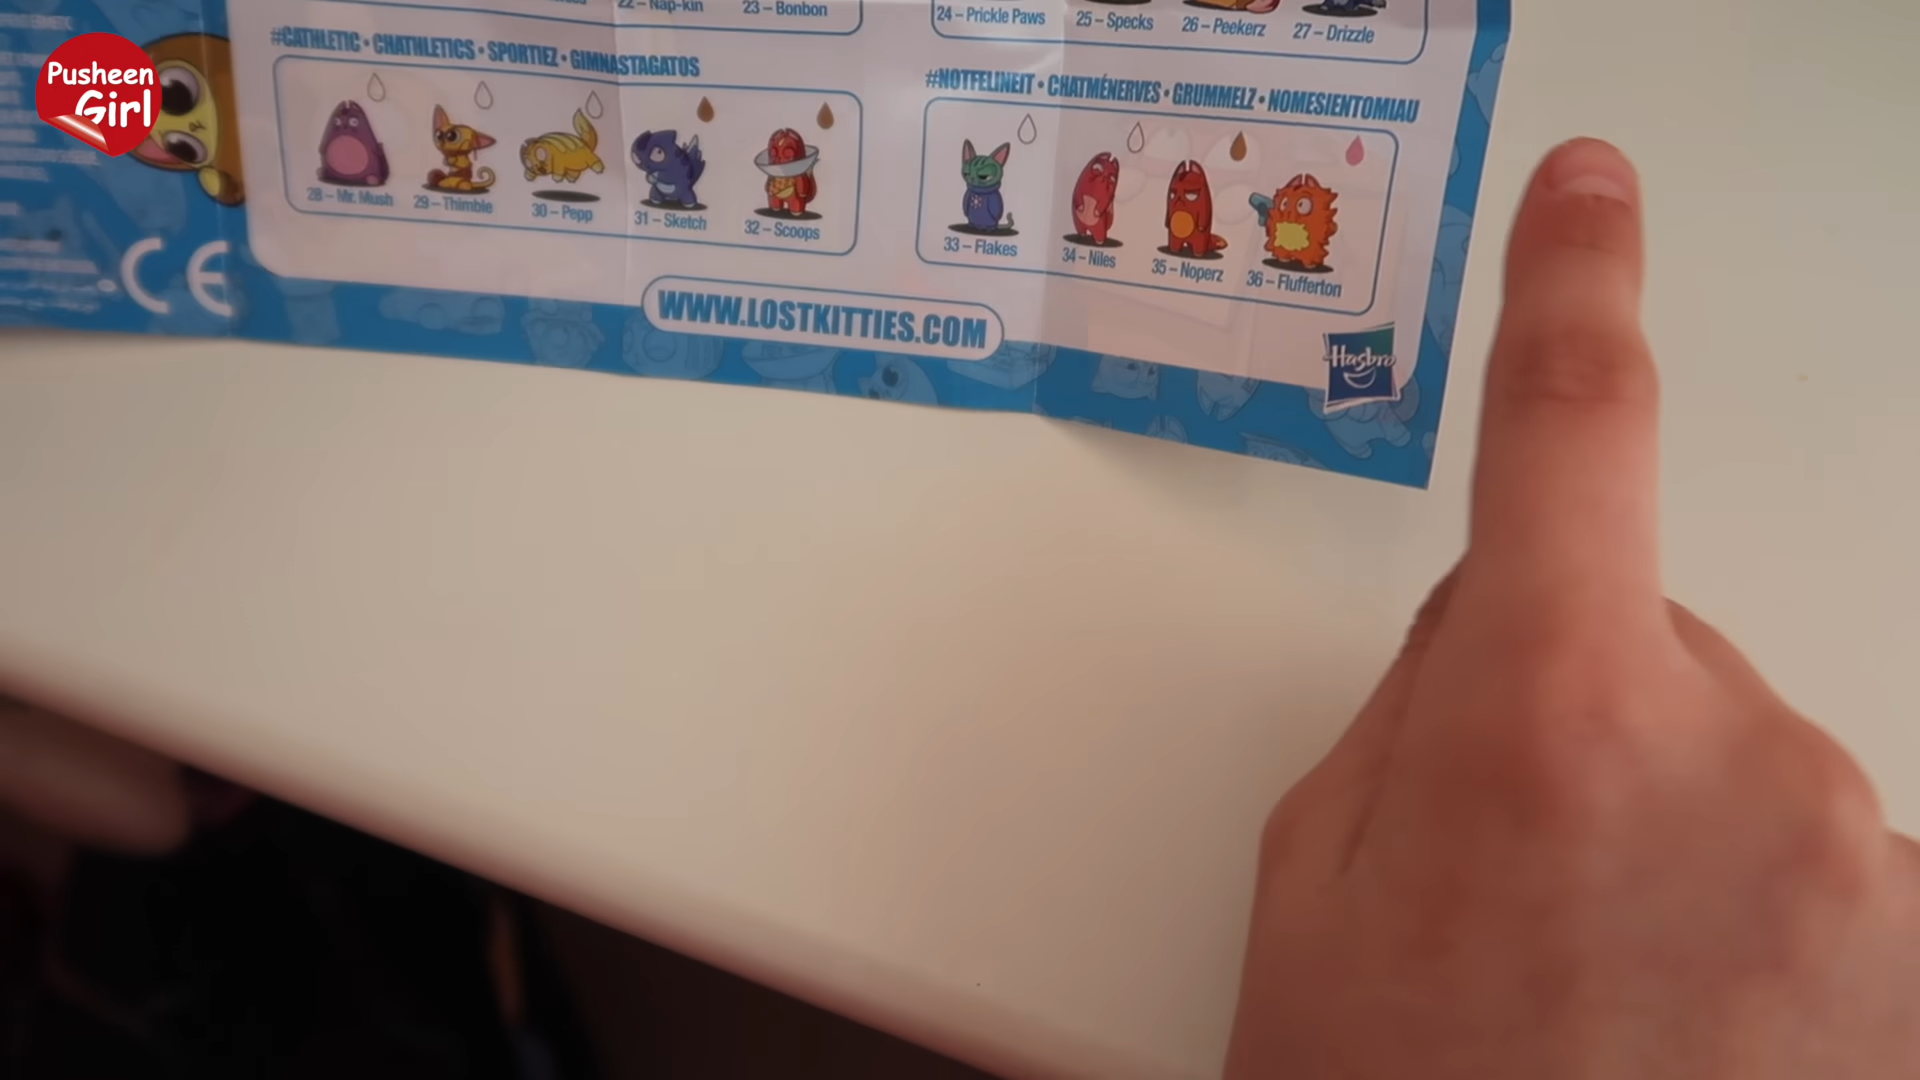 Pusheen
Girl
22 – Nap-kin
23 – Bonbon
24 – Prickle Paws
25 – Specks
26 – Peekerz
27 – Drizzle
#CATHLETIC • CHATHLETICS • SPORTIEZ • GIMNASTAGATOS
28 – Mr. Mush
29 – Thimble
30 – Pepp
31 – Sketch
32 – Scoops
#NOTFELINEIT • CHATMÉNERVES • GRUMMELZ • NOMESIENTOMIAU
33 – Flakes
34 – Niles
35 – Noperz
36 – Flufferton
CE
WWW.LOSTKITTIES.COM
Hasbro